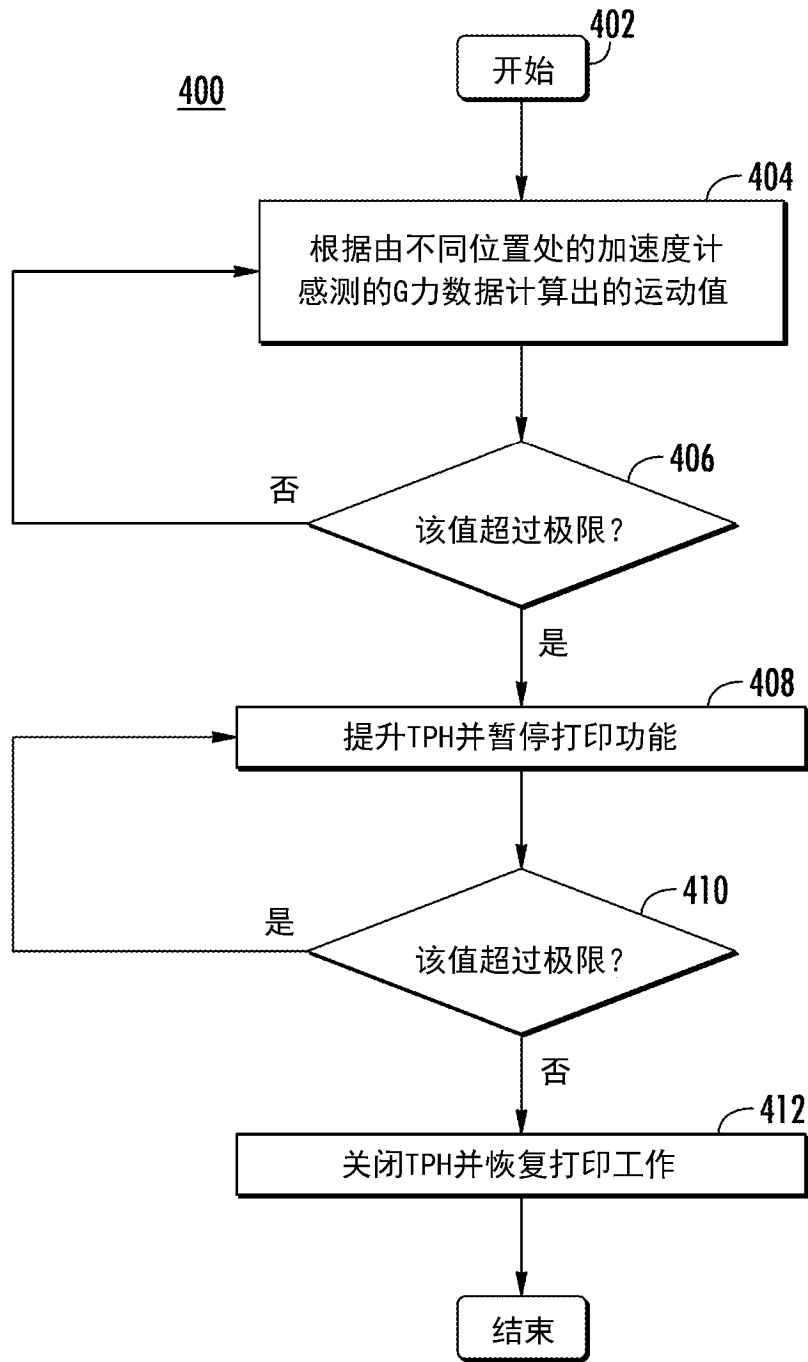 402
开始
400
404
根据由不同位置处的加速度计
感测的G力数据计算出的运动值
406
否
该值超过极限?
是
408
提升TPH并暂停打印功能
410
是
该值超过极限?
否
412
关闭TPH并恢复打印工作
结束